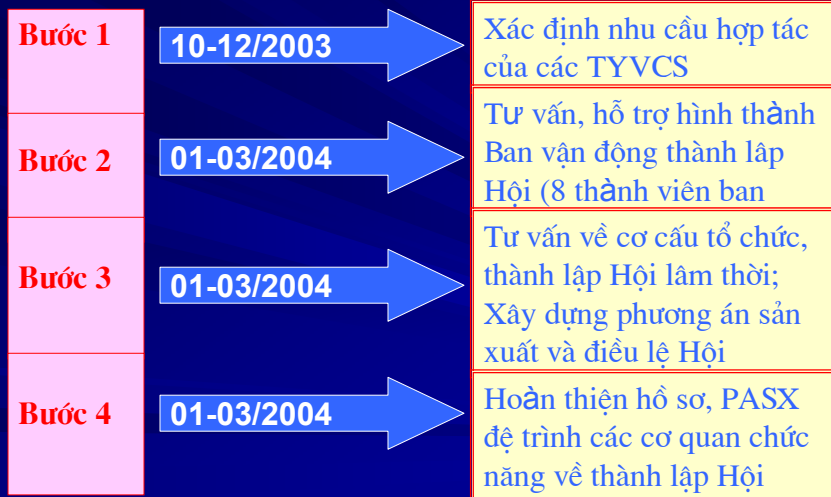 Bước 1
10-12/2003
Xác định nhu cầu hợp tác
của các TYVCS
Bước 2
01-03/2004
Tư vấn, hỗ trợ hình thành
Ban vận động thành lâp
Hội (8 thành viên ban
Bước 3
01-03/2004
Tư vấn về cơ cấu tổ chức,
thành lập Hội lâm thời;
Xây dựng phương án sản
xuất và điều lệ Hội
Bước 4
01-03/2004
Hoàn thiện hồ sơ, PASX
đệ trình các cơ quan chức
năng về thành lập Hội